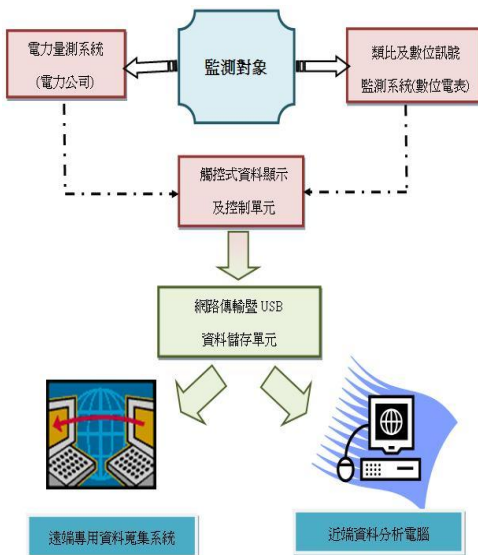 電力量測系統
(電力公司)
監測對象
類比及數位訊號
監測系統(數位電表)
觸控式資料顯示
及控制單元
網路傳輸暨 USB
資料儲存單元
遠端專用資料蒐集系統
近端資料分析電腦